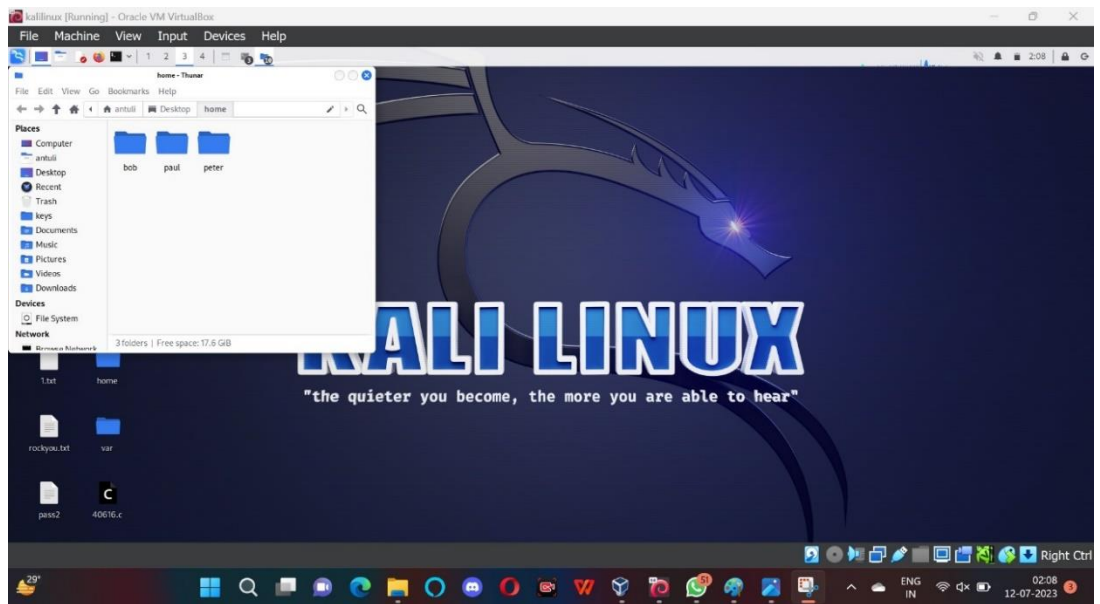 kalilinux [Running] - Oracle VM VirtualBox
File Machine View Input Devices Help
1 2 3 4
2:08
home - Thunar
File Edit View Go Bookmarks Help
antuli Desktop home
Places
Computer
antuli
Desktop
Recent
Trash
keys
Documents
Music
Pictures
Videos
Downloads
Devices
File System
Network
Browse Network
bob paul peter
3 folders | Free space: 17.6 GiB
1.txt home
rockyou.txt var
pass2 40616.c
KALI LINUX
"the quieter you become, the more you are able to hear"
Right Ctrl
29°
51
ENG
IN
02:08
12-07-2023
3